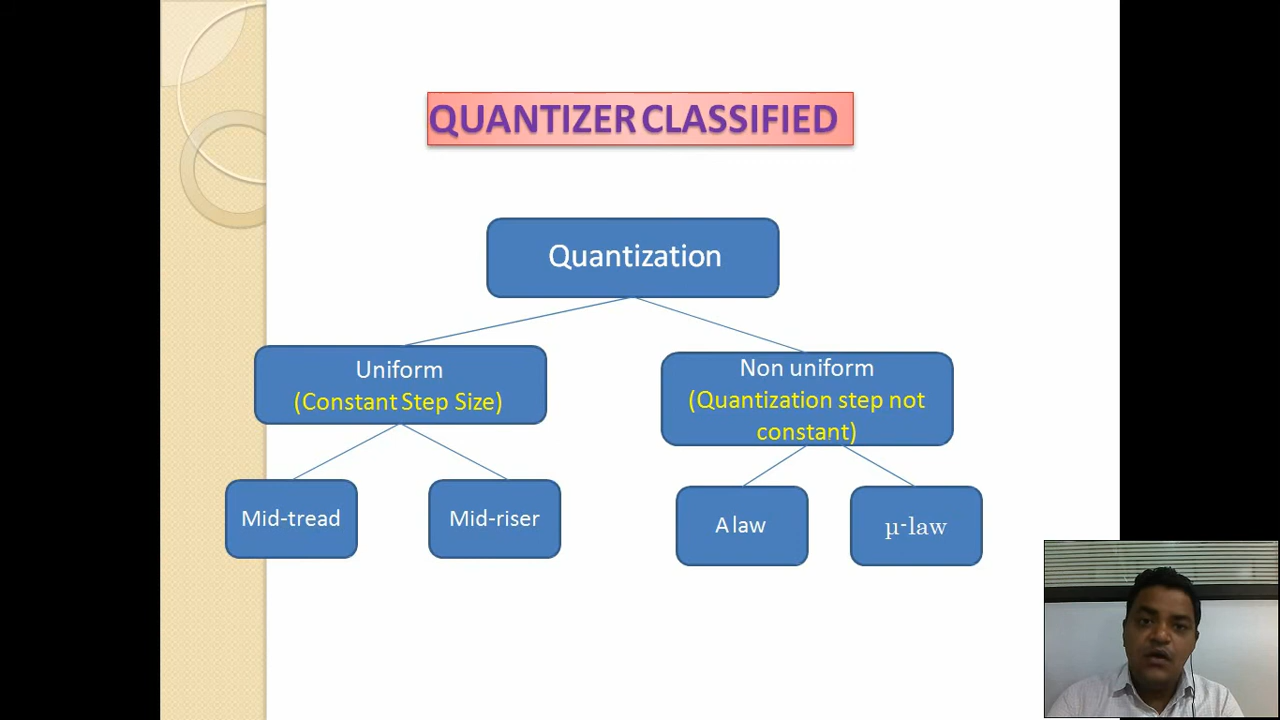 QUANTIZER CLASSIFIED
Quantization
Uniform
(Constant Step Size)
Non uniform
(Quantization step not
constant)
Mid-tread
Mid-riser
A law
µ-law